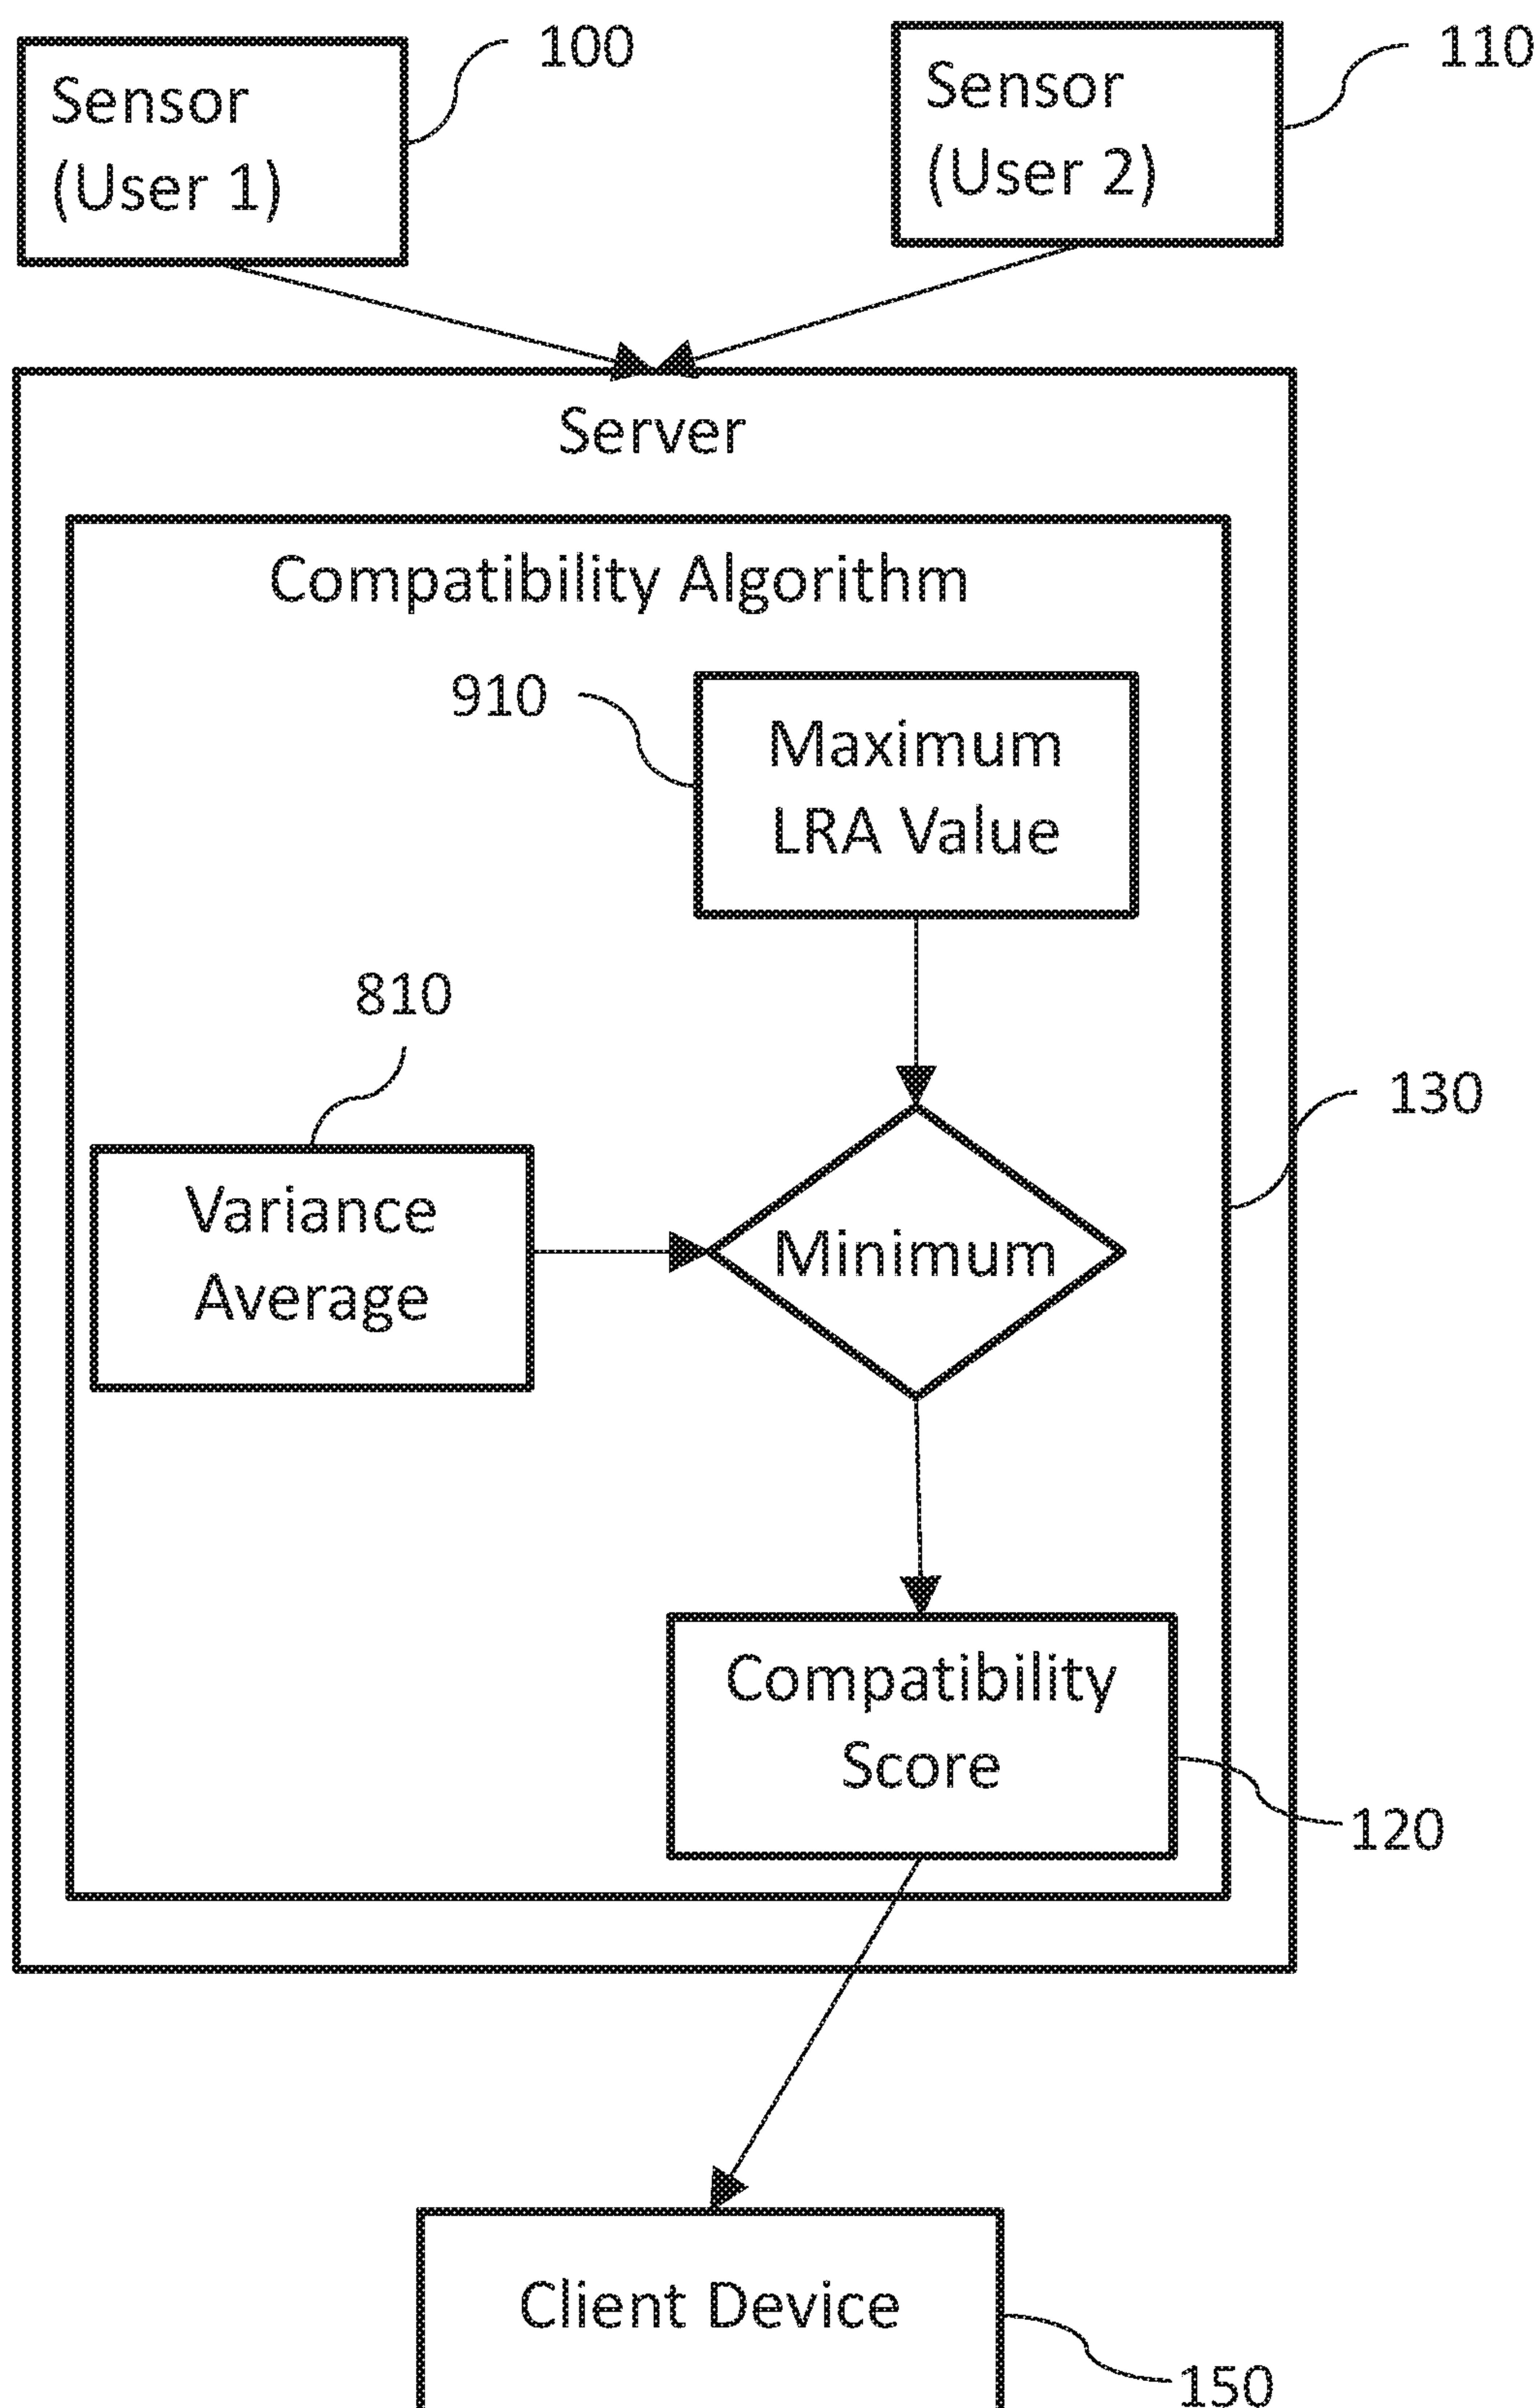 100
110
Sensor
(User 1)
Sensor
(User 2)
Server
Compatibility Algorithm
910
Maximum
LRA Value
810
130
Variance
Average
Minimum
Compatibility
Score
120
Client Device
150